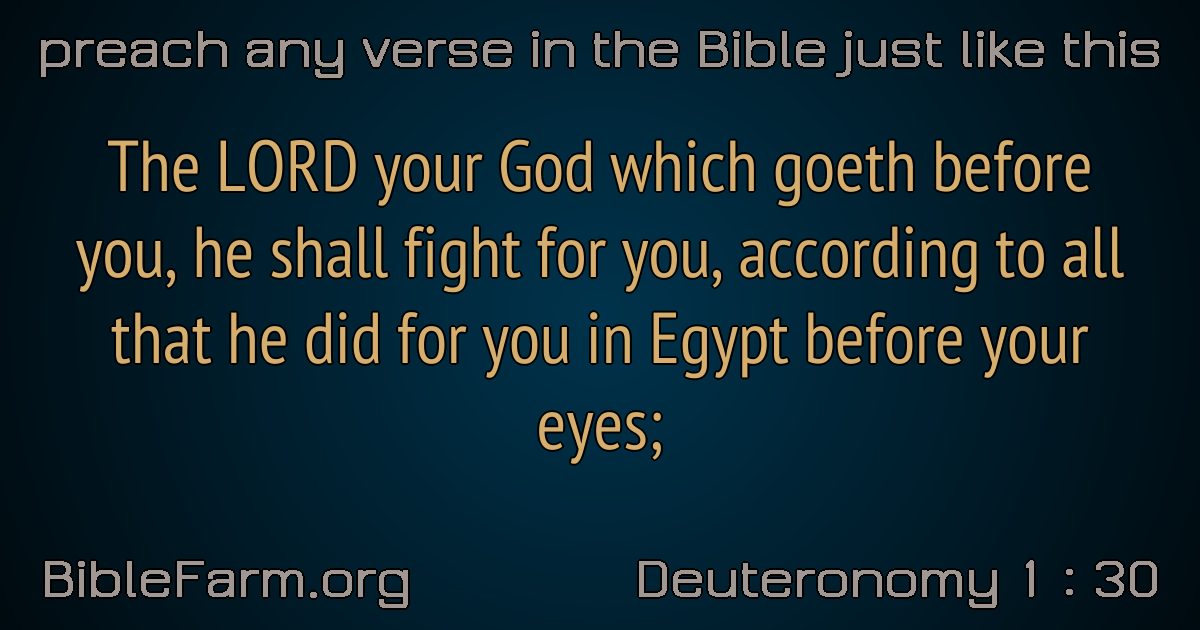 preach any verse in the Bible just like this
The LORD your God which goeth before
you, he shall fight for you, according to all
that he did for you in Egypt before your
eyes;
BibleFarm.org
Deuteronomy 1 : 30